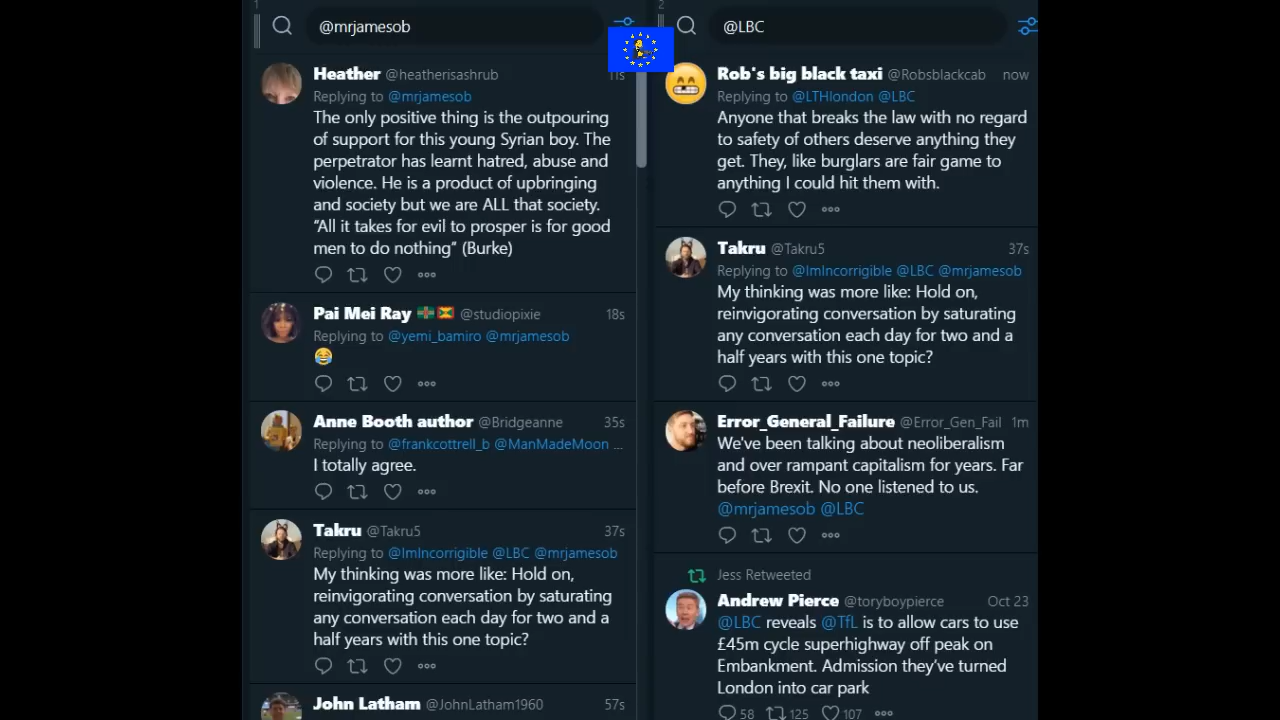 1
@mrjamesob
Heather @heatherisashrub 11s
Replying to @mrjamesob
The only positive thing is the outpouring
of support for this young Syrian boy. The
perpetrator has learnt hatred, abuse and
violence. He is a product of upbringing
and society but we are ALL that society.
“All it takes for evil to prosper is for good
men to do nothing” (Burke)
Pai Mei Ray @studiopixie 18s
Replying to @yemi_bamiro @mrjamesob
😂
Anne Booth author @Bridgeanne 35s
Replying to @frankcottrell_b @ManMadeMoon ...
I totally agree.
Takru @Takru5 37s
Replying to @ImIncorrigible @LBC @mrjamesob
My thinking was more like: Hold on,
reinvigorating conversation by saturating
any conversation each day for two and a
half years with this one topic?
John Latham @JohnLatham1960 57s
2
@LBC
Rob's big black taxi @Robsblackcab now
Replying to @LTHlondon @LBC
Anyone that breaks the law with no regard
to safety of others deserve anything they
get. They, like burglars are fair game to
anything I could hit them with.
Takru @Takru5 37s
Replying to @ImIncorrigible @LBC @mrjamesob
My thinking was more like: Hold on,
reinvigorating conversation by saturating
any conversation each day for two and a
half years with this one topic?
Error_General_Failure @Error_Gen_Fail 1m
We've been talking about neoliberalism
and over rampant capitalism for years. Far
before Brexit. No one listened to us.
@mrjamesob @LBC
Jess Retweeted
Andrew Pierce @toryboypierce Oct 23
@LBC reveals @TfL is to allow cars to use
£45m cycle superhighway off peak on
Embankment. Admission they’ve turned
London into car park
58 125 107